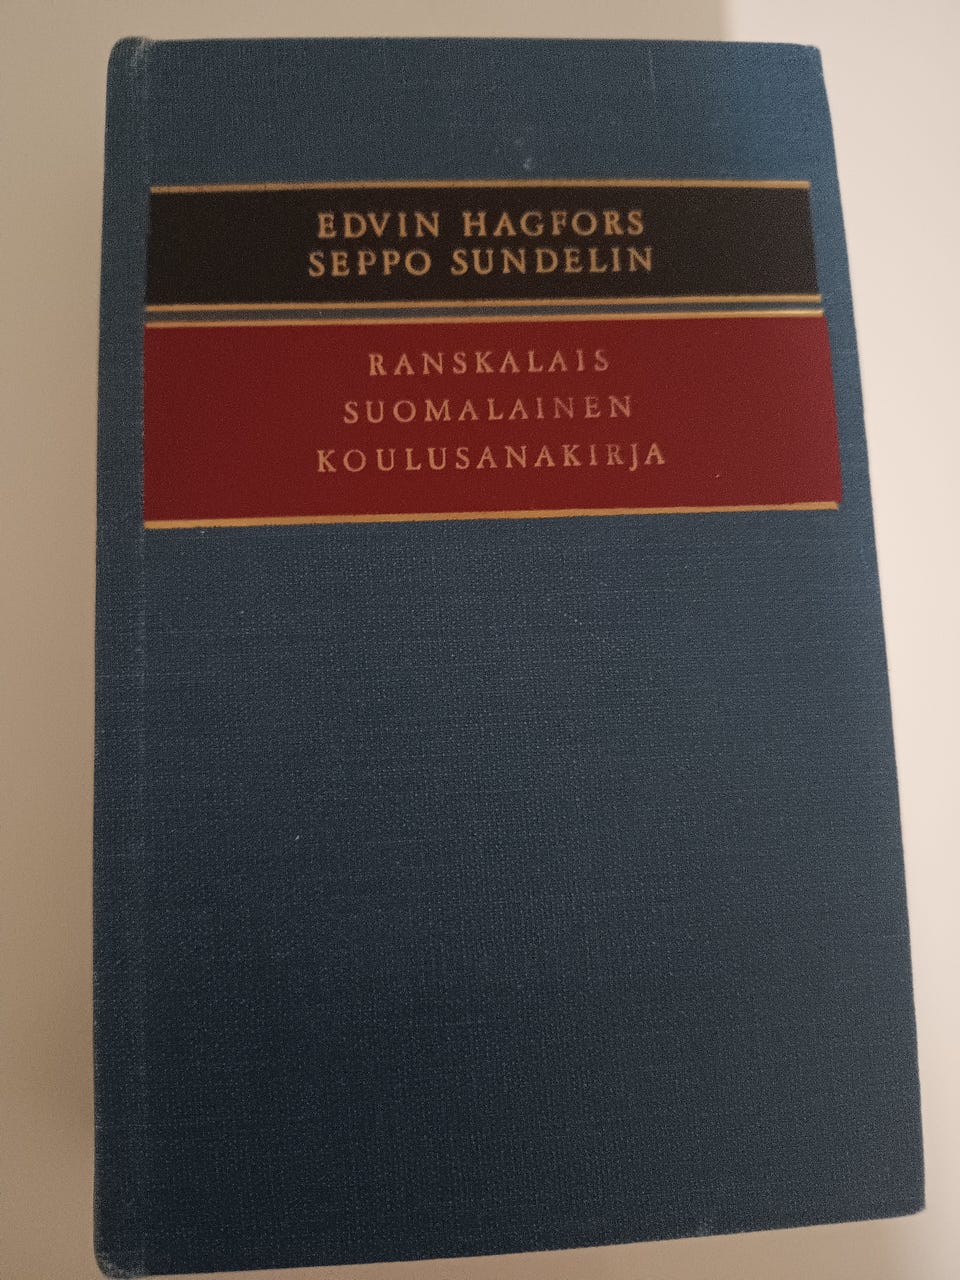 EDVIN HAGFORS
SEPPO SUNDELIN
RANSKALAIS
SUOMALAINEN
KOULUSANAKIRJA